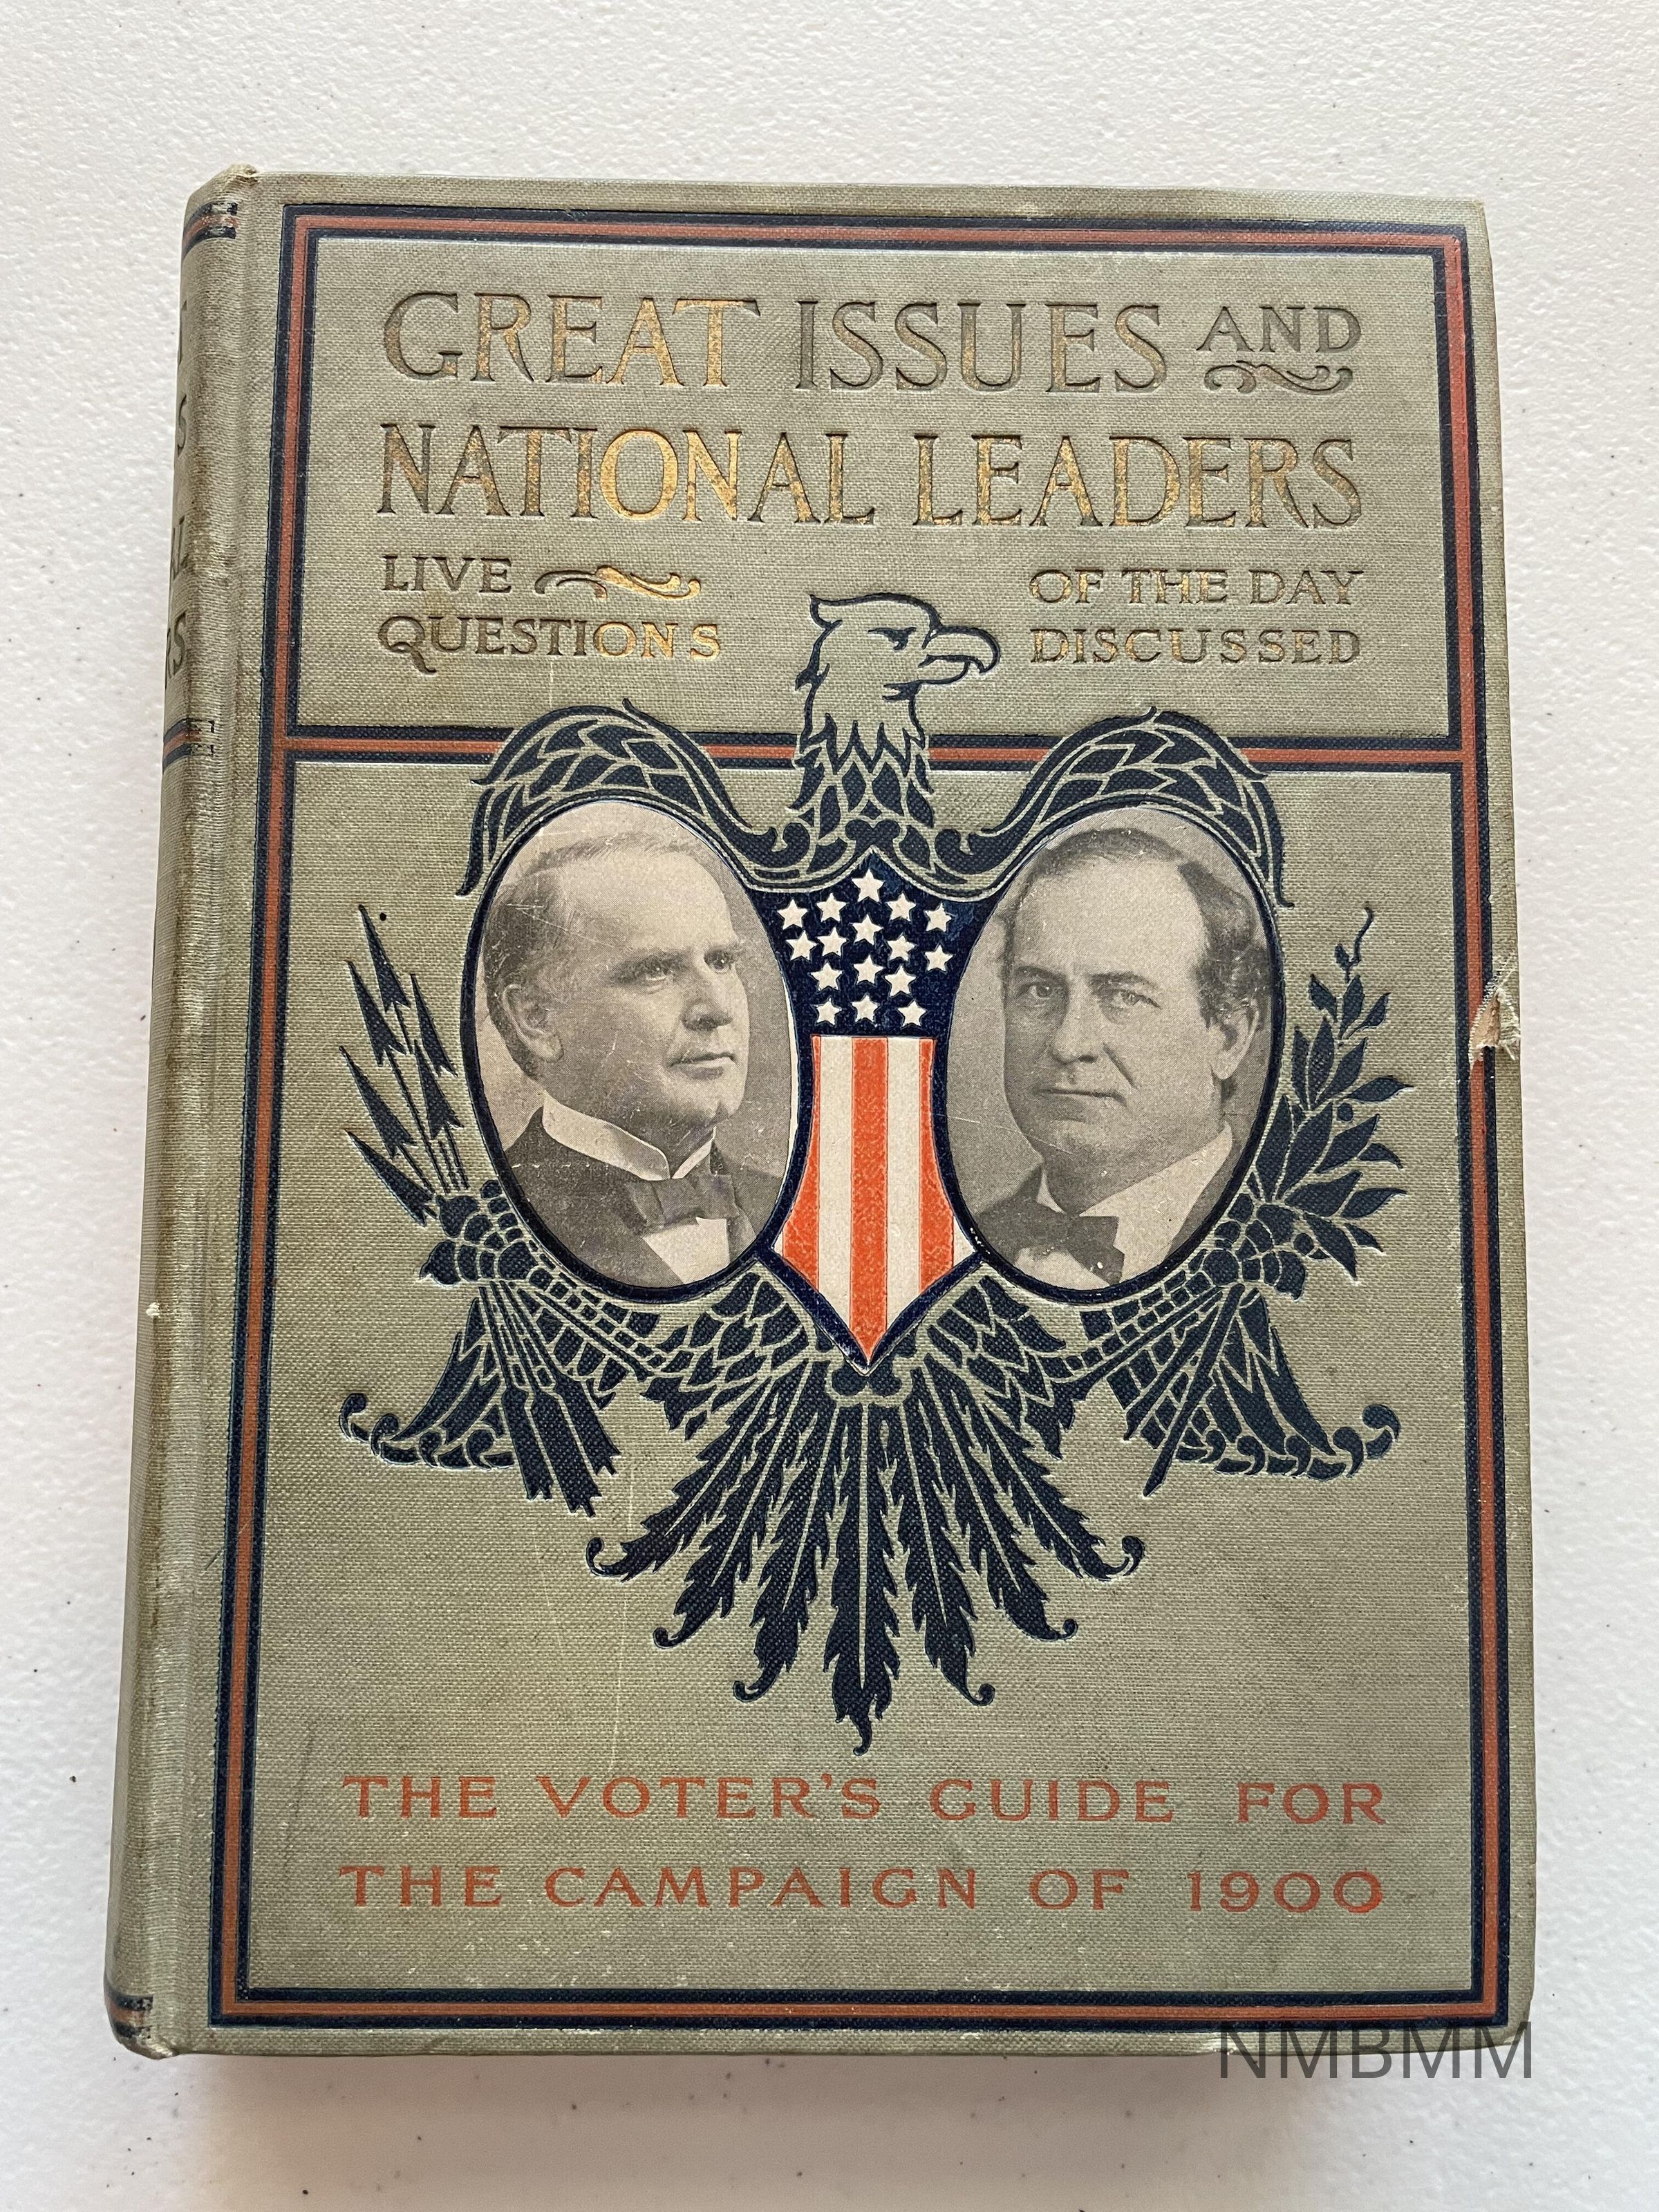 GREAT ISSUES AND
NATIONAL LEADERS
LIVE
QUESTIONS
OF THE DAY
DISCUSSED
THE VOTER'S GUIDE FOR
THE CAMPAIGN OF 1900
NMBMM